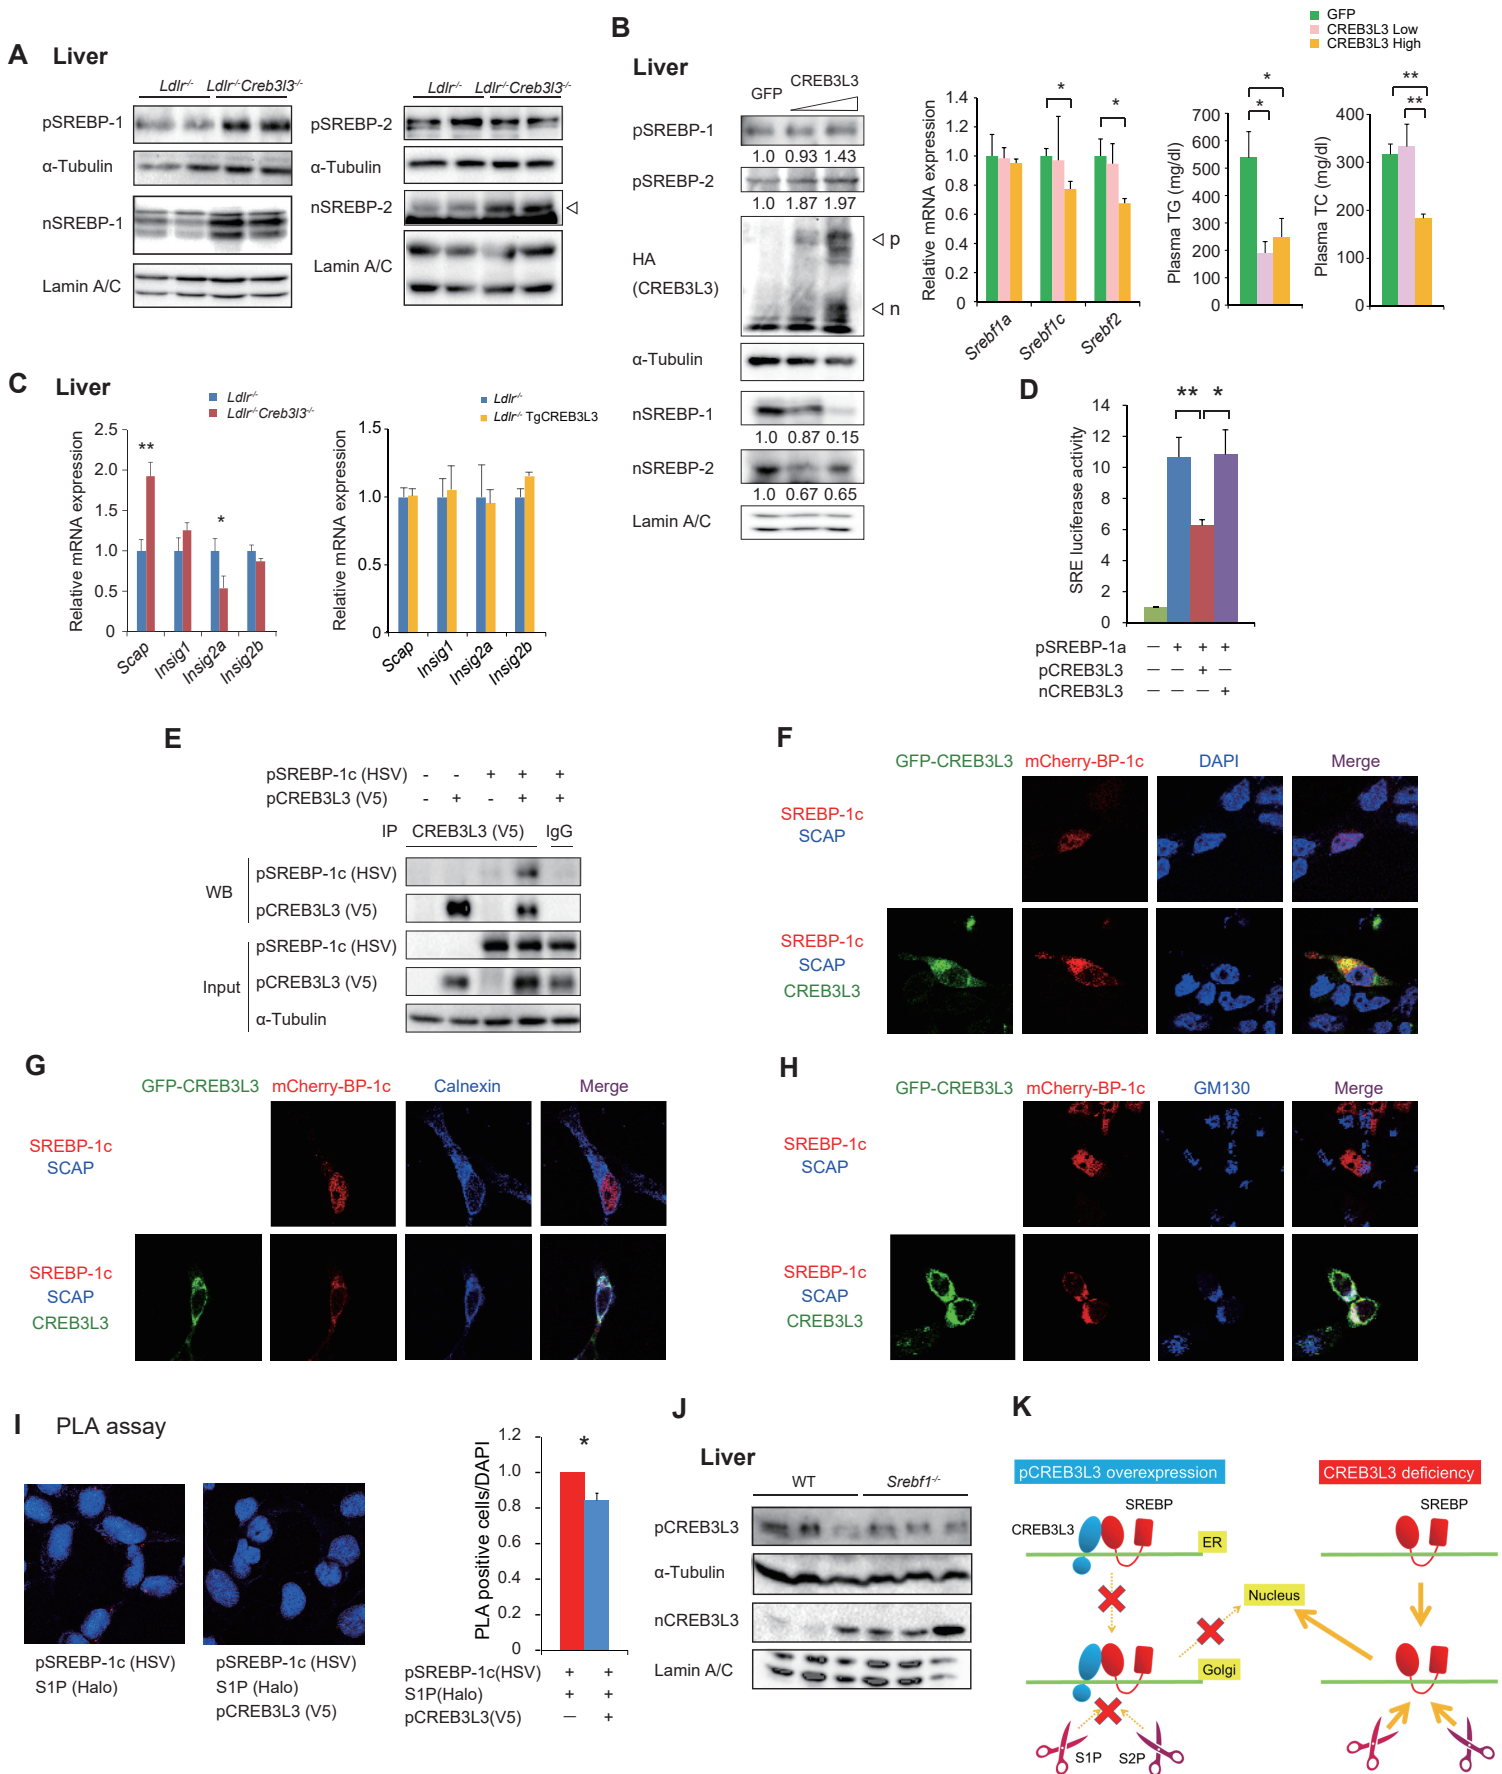 A Liver
Ldlr-/- Ldlr-/-Creb3l3-/-
pSREBP-1
α-Tubulin
nSREBP-1
Lamin A/C
Ldlr-/- Ldlr-/-Creb3l3-/-
pSREBP-2
α-Tubulin
nSREBP-2
Lamin A/C
B
Liver
GFP CREB3L3
pSREBP-1
1.0 0.93 1.43
pSREBP-2
1.0 1.87 1.97
HA
(CREB3L3)
p
n
α-Tubulin
nSREBP-1
1.0 0.87 0.15
nSREBP-2
1.0 0.67 0.65
Lamin A/C
GFP
CREB3L3 Low
CREB3L3 High
Relative mRNA expression
1.4
1.2
1.0
0.8
0.6
0.4
0.2
0
* *
Srebf1a Srebf1c Srebf2
Plasma TG (mg/dl)
700
600
500
400
300
200
100
0
*
*
Plasma TC (mg/dl)
400
300
200
100
0
**
**
C Liver
Ldlr-/-
Ldlr-/-Creb3l3-/-
Relative mRNA expression
2.5
2.0
1.5
1.0
0.5
0
** *
Scap Insig1 Insig2a Insig2b
Ldlr-/-
Ldlr-/- TgCREB3L3
Relative mRNA expression
1.5
1.0
0.5
0
Scap Insig1 Insig2a Insig2b
D
SRE luciferase activity
14
12
10
8
6
4
2
0
** *
pSREBP-1a — + + +
pCREB3L3 — — + —
nCREB3L3 — — — +
E
pSREBP-1c (HSV) - - + + +
pCREB3L3 (V5) - + - + +
IP CREB3L3 (V5) IgG
WB
pSREBP-1c (HSV)
pCREB3L3 (V5)
Input
pSREBP-1c (HSV)
pCREB3L3 (V5)
α-Tubulin
F
GFP-CREB3L3 mCherry-BP-1c DAPI Merge
SREBP-1c
SCAP
SREBP-1c
SCAP
CREB3L3
G
GFP-CREB3L3 mCherry-BP-1c Calnexin Merge
SREBP-1c
SCAP
SREBP-1c
SCAP
CREB3L3
H
GFP-CREB3L3 mCherry-BP-1c GM130 Merge
SREBP-1c
SCAP
SREBP-1c
SCAP
CREB3L3
I PLA assay
pSREBP-1c (HSV)
S1P (Halo)
pSREBP-1c (HSV)
S1P (Halo)
pCREB3L3 (V5)
PLA positive cells/DAPI
1.2
1.0
0.8
0.6
0.4
0.2
0
*
pSREBP-1c(HSV) + +
S1P(Halo) + +
pCREB3L3(V5) — +
J
Liver
WT Srebf1-/-
pCREB3L3
α-Tubulin
nCREB3L3
Lamin A/C
K
pCREB3L3 overexpression
CREB3L3 deficiency
SREBP
CREB3L3
ER
SREBP
Nucleus
Golgi
S1P S2P